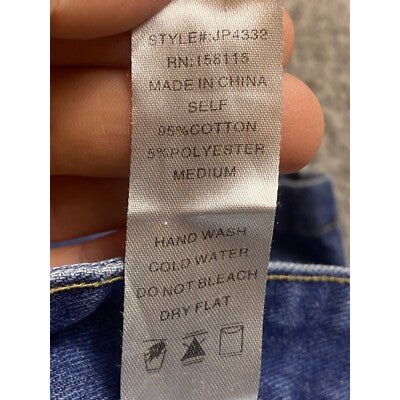 STYLE#:JP4332
RN:158115
MADE IN CHINA
SELF
95%COTTON
5%POLYESTER
MEDIUM
HAND WASH
COLD WATER
DO NOT BLEACH
DRY FLAT